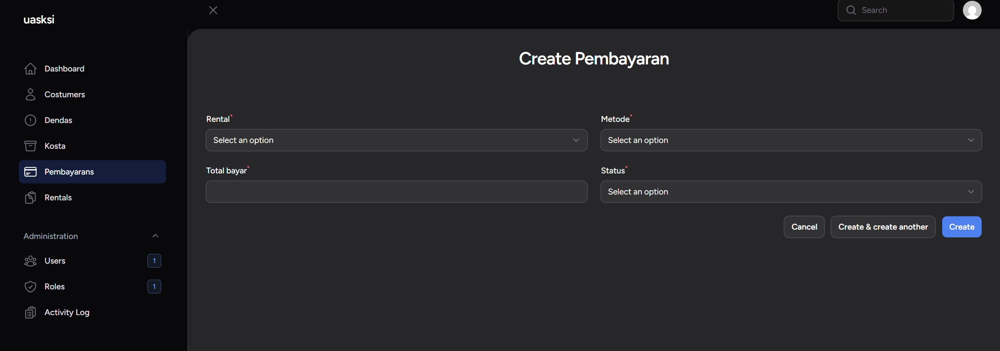 uasksi
Search
Dashboard
Costumers
Dendas
Kosta
Pembayarans
Rentals
Administration
Users 1
Roles 1
Activity Log
Create Pembayaran
Rental*
Select an option
Metode*
Select an option
Total bayar*
Status*
Select an option
Cancel
Create & create another
Create